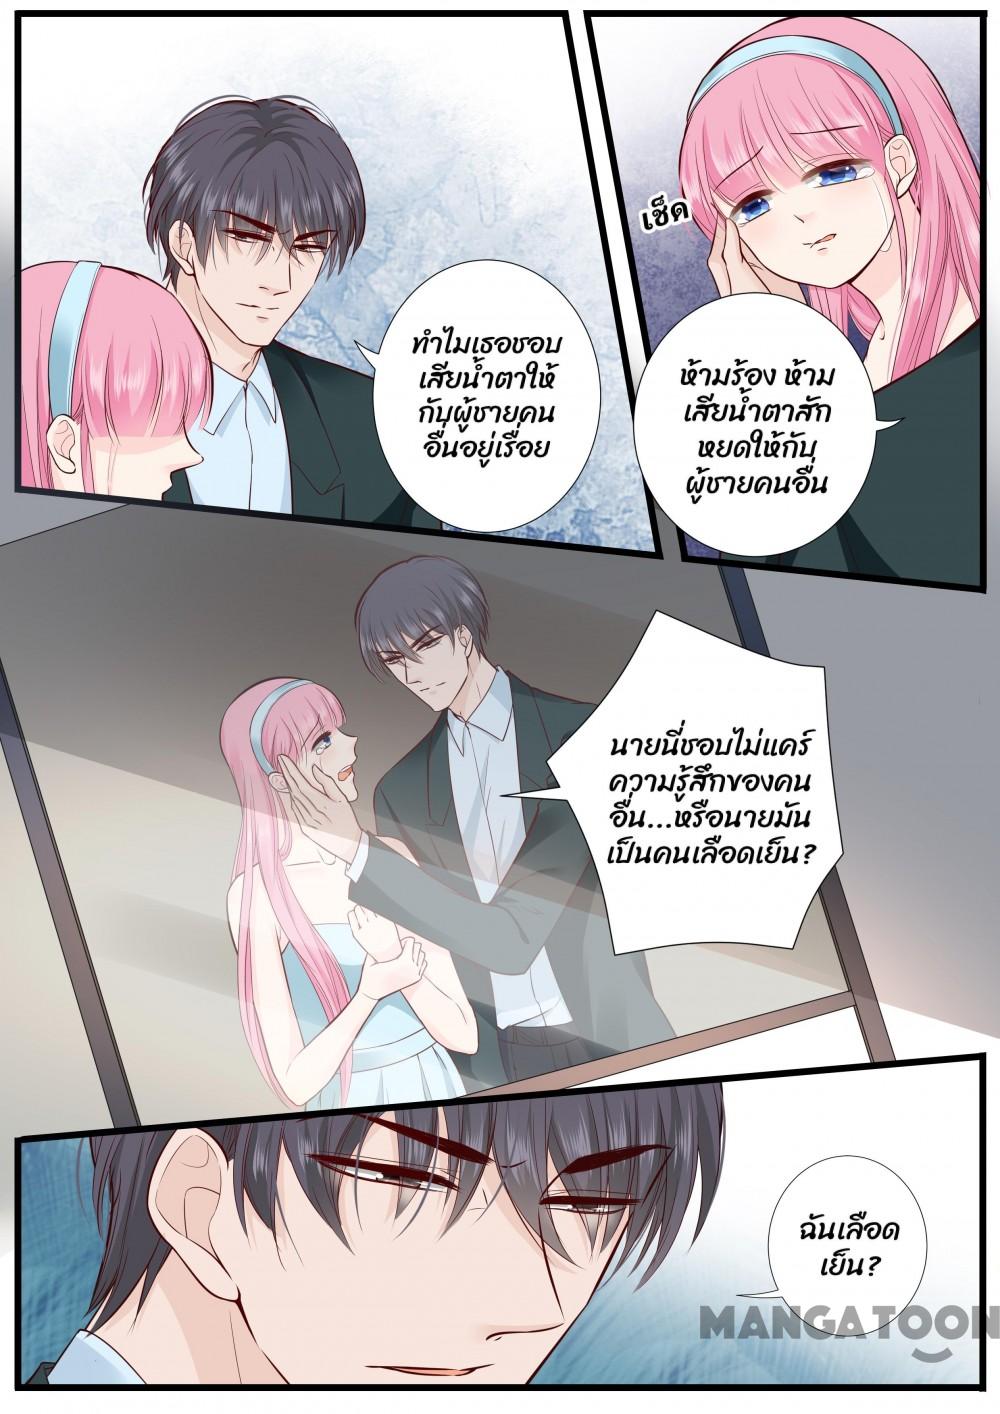 ทำไมเธอชอบ
เสียน้ำตาให้
กับผู้ชายคน
อื่นอยู่เรื่อย
เช็ด
ห้ามร้อง ห้าม
เสียน้ำตาสัก
หยดให้กับ
ผู้ชายคนอื่น
นายนี่ชอบไม่แคร์
ความรู้สึกของคน
อื่น...หรือนายมัน
เป็นคนเลือดเย็น?
ฉันเลือด
เย็น?
MANGATOON